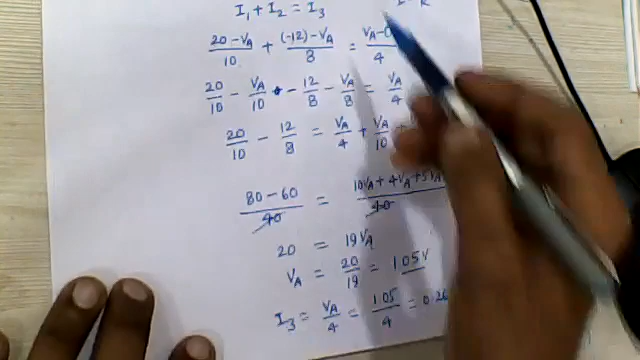 I₁ + I₂ = I₃
(20 - V_A)/10 + ((-12) - V_A)/8 = (V_A - 0)/4
20/10 - V_A/10 - 12/8 - V_A/8 = V_A/4
20/10 - 12/8 = V_A/4 + V_A/10 +
(80 - 60)/40 = (10V_A + 4V_A + 5V_A)/40
20 = 19V_A
V_A = 20/19 = 1.05V
I₃ = V_A/4 = 1.05/4 = 0.26